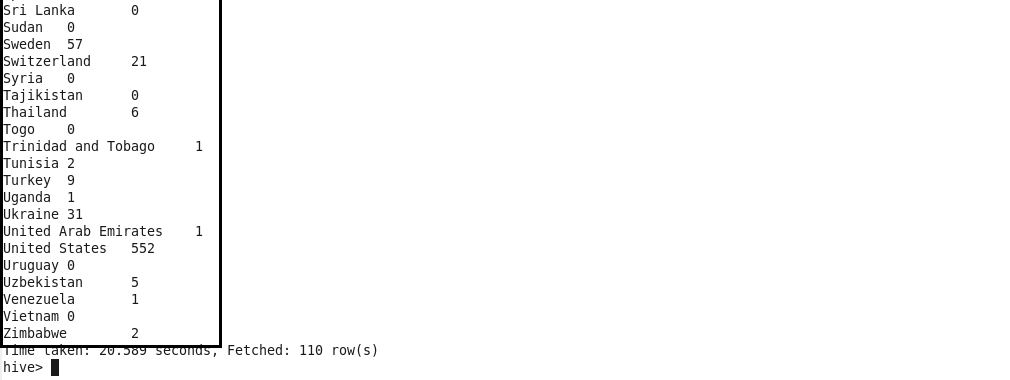 Sri Lanka	0
Sudan	0
Sweden	57
Switzerland	21
Syria	0
Tajikistan	0
Thailand	6
Togo	0
Trinidad and Tobago	1
Tunisia	2
Turkey	9
Uganda	1
Ukraine	31
United Arab Emirates	1
United States	552
Uruguay	0
Uzbekistan	5
Venezuela	1
Vietnam	0
Zimbabwe	2
Time taken: 20.589 seconds, Fetched: 110 row(s)
hive>